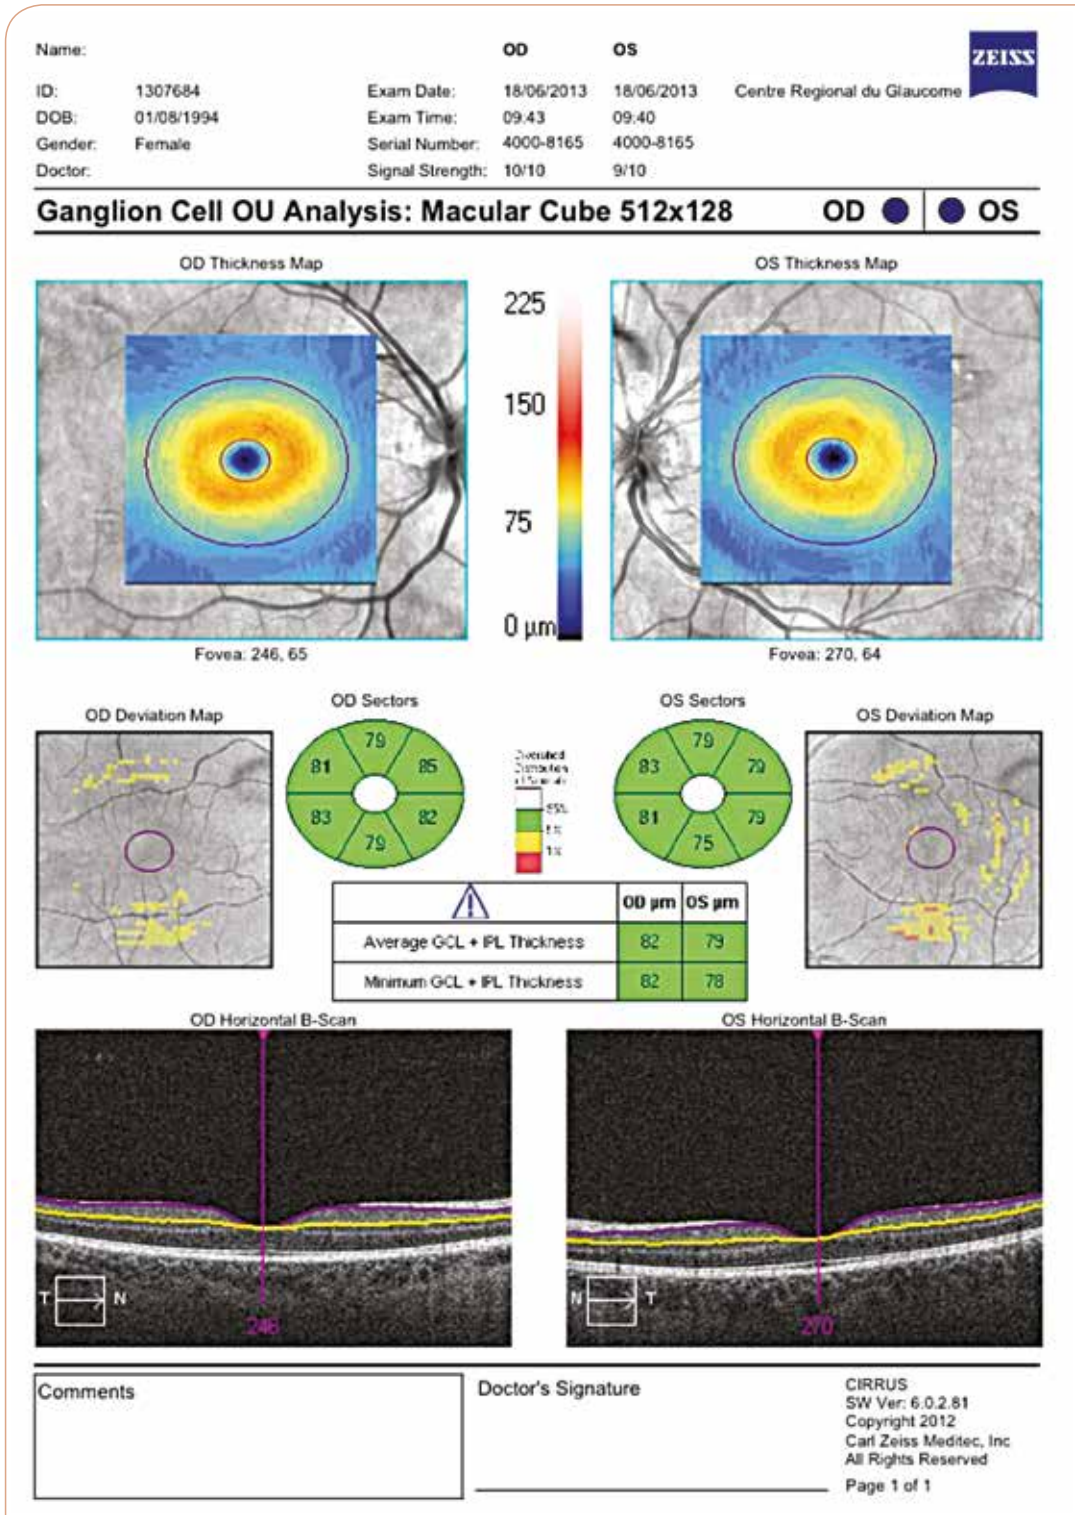 Name: OD OS
ZEISS
ID: 1307684 Exam Date: 18/06/2013 18/06/2013 Centre Regional du Glaucome
DOB: 01/08/1994 Exam Time: 09:43 09:40
Gender: Female Serial Number: 4000-8165 4000-8165
Doctor: Signal Strength: 10/10 9/10
Ganglion Cell OU Analysis: Macular Cube 512x128 OD OS
OD Thickness Map OS Thickness Map
225
150
75
0 µm
Fovea: 246, 65 Fovea: 270, 64
OD Deviation Map OD Sectors OS Sectors OS Deviation Map
79 79
81 85 83 79
83 82 81 79
79 75
Distribution
95%
5%
1%
OD µm OS µm
Average GCL + IPL Thickness 82 79
Minimum GCL + IPL Thickness 82 78
OD Horizontal B-Scan OS Horizontal B-Scan
T N N T
246 270
Comments Doctor's Signature CIRRUS
SW Ver: 6.0.2.81
Copyright 2012
Carl Zeiss Meditec, Inc
All Rights Reserved
Page 1 of 1